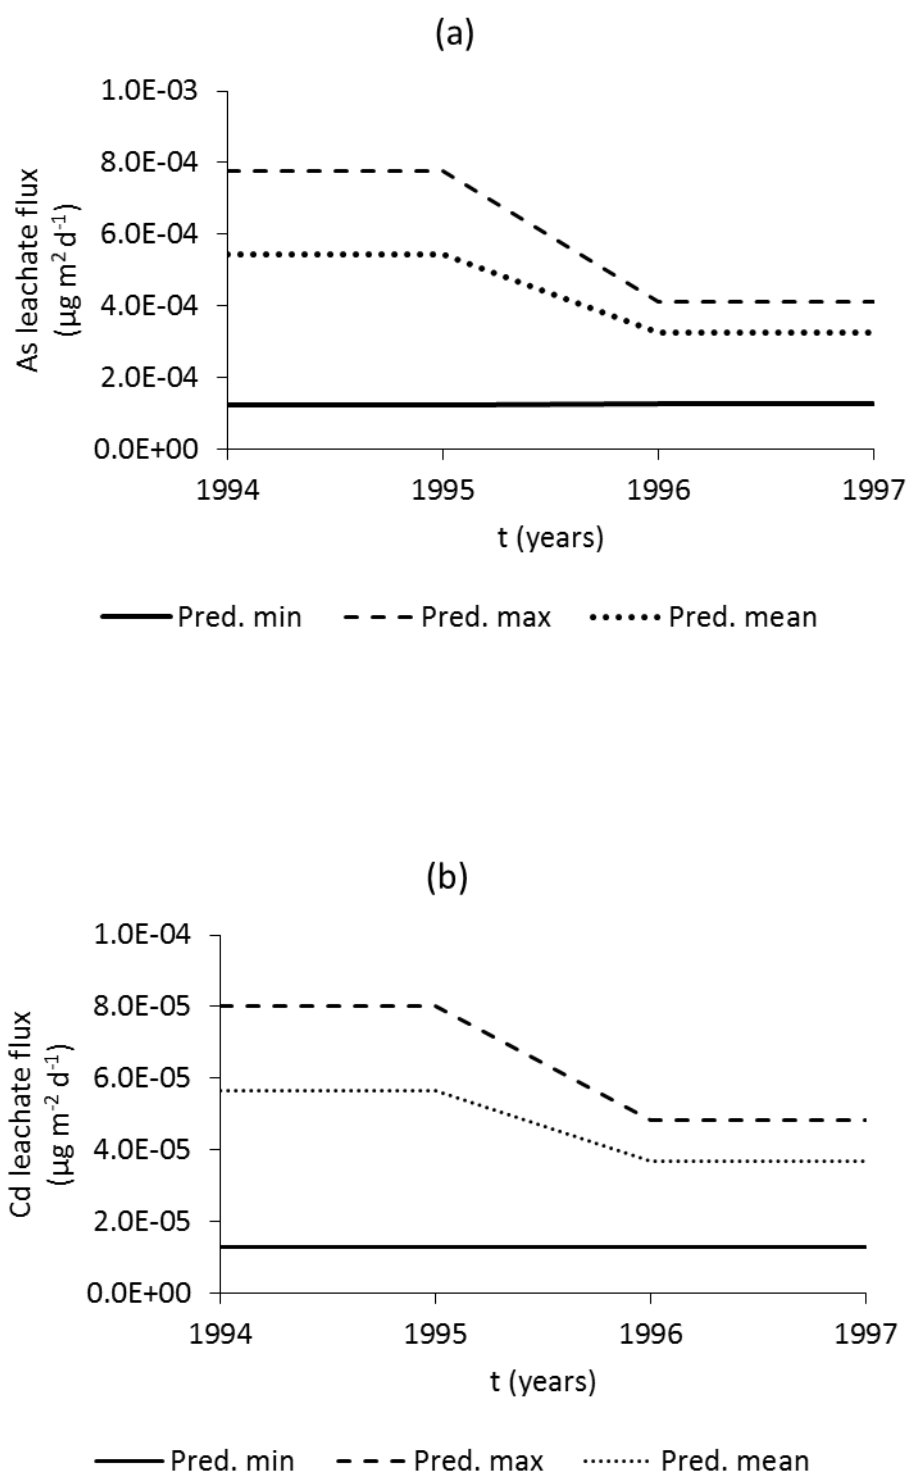 (a)
1.0E-03
8.0E-04
6.0E-04
4.0E-04
2.0E-04
0.0E+00
As leachate flux
(µg m² d⁻¹)
1994 1995 1996 1997
t (years)
Pred. min Pred. max Pred. mean
(b)
1.0E-04
8.0E-05
6.0E-05
4.0E-05
2.0E-05
0.0E+00
Cd leachate flux
(µg m⁻² d⁻¹)
1994 1995 1996 1997
t (years)
Pred. min Pred. max Pred. mean